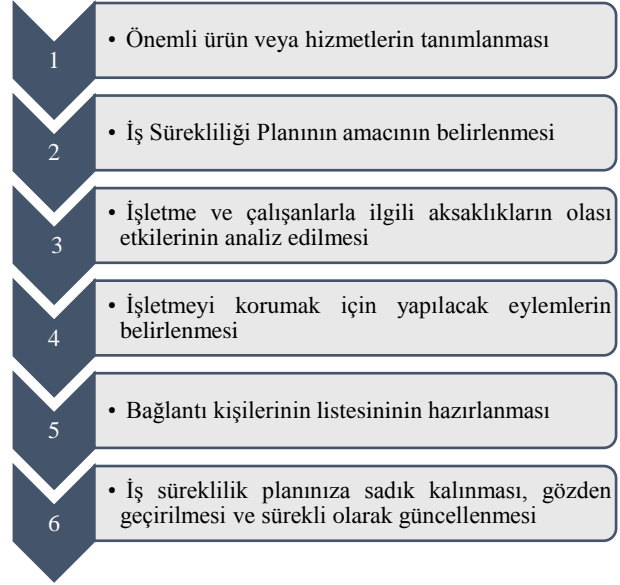 1
• Önemli ürün veya hizmetlerin tanımlanması
2
• İş Sürekliliği Planının amacının belirlenmesi
3
• İşletme ve çalışanlarla ilgili aksaklıkların olası
etkilerinin analiz edilmesi
4
• İşletmeyi korumak için yapılacak eylemlerin
belirlenmesi
5
• Bağlantı kişilerinin listesininin hazırlanması
6
• İş süreklilik planınıza sadık kalınması, gözden
geçirilmesi ve sürekli olarak güncellenmesi